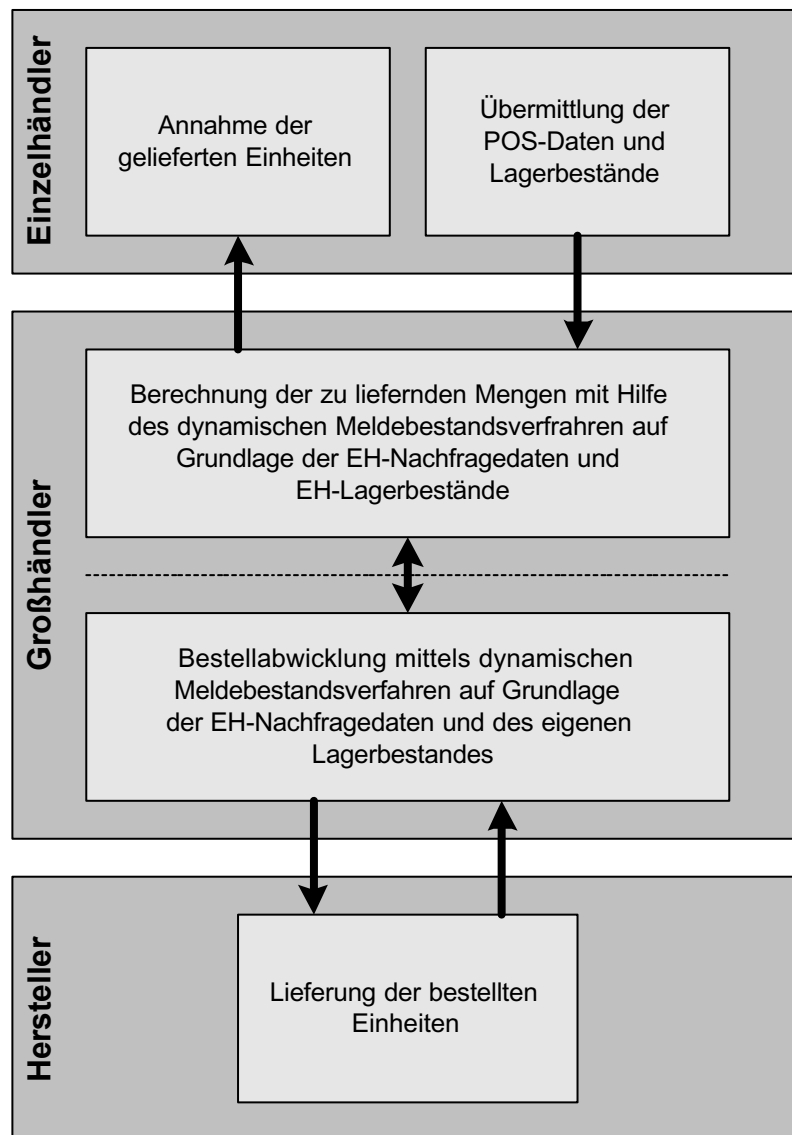 Einzelhändler
Annahme der
gelieferten Einheiten
Übermittlung der
POS-Daten und
Lagerbestände
Großhändler
Berechnung der zu liefernden Mengen mit Hilfe
des dynamischen Meldebestandsverfrahren auf
Grundlage der EH-Nachfragedaten und
EH-Lagerbestände
Bestellabwicklung mittels dynamischen
Meldebestandsverfahren auf Grundlage
der EH-Nachfragedaten und des eigenen
Lagerbestandes
Hersteller
Lieferung der bestellten
Einheiten